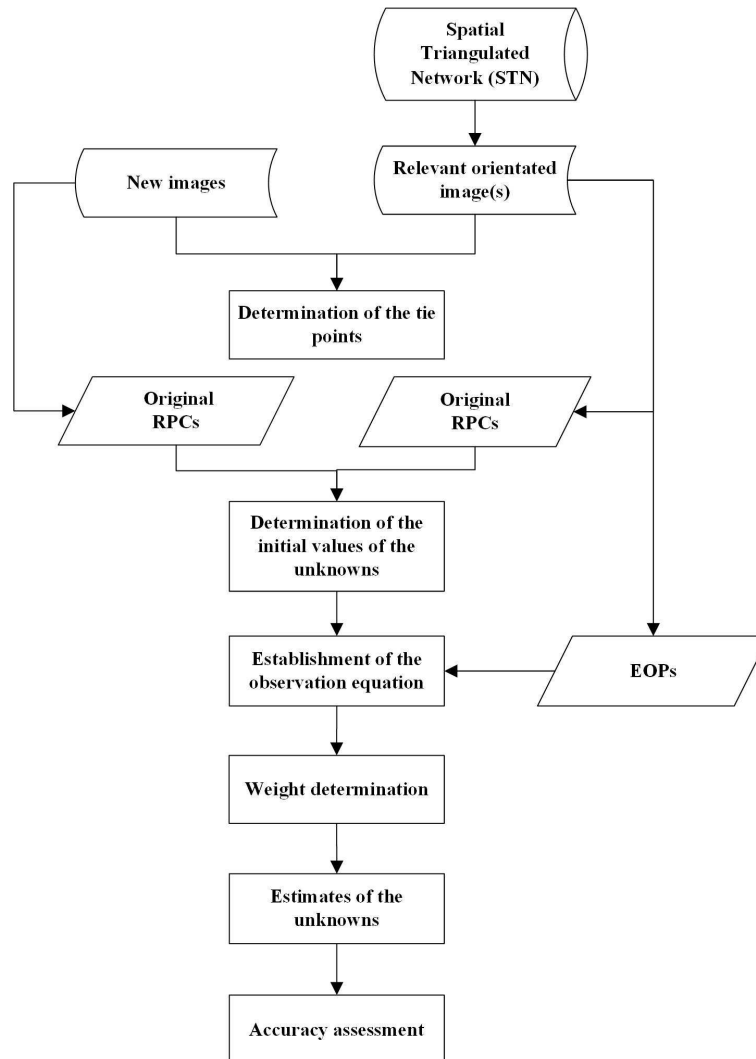 Spatial
Triangulated
Network (STN)
New images
Relevant orientated
image(s)
Determination of the tie
points
Original
RPCs
Original
RPCs
Determination of the
initial values of the
unknowns
Establishment of the
observation equation
EOPs
Weight determination
Estimates of the
unknowns
Accuracy assessment